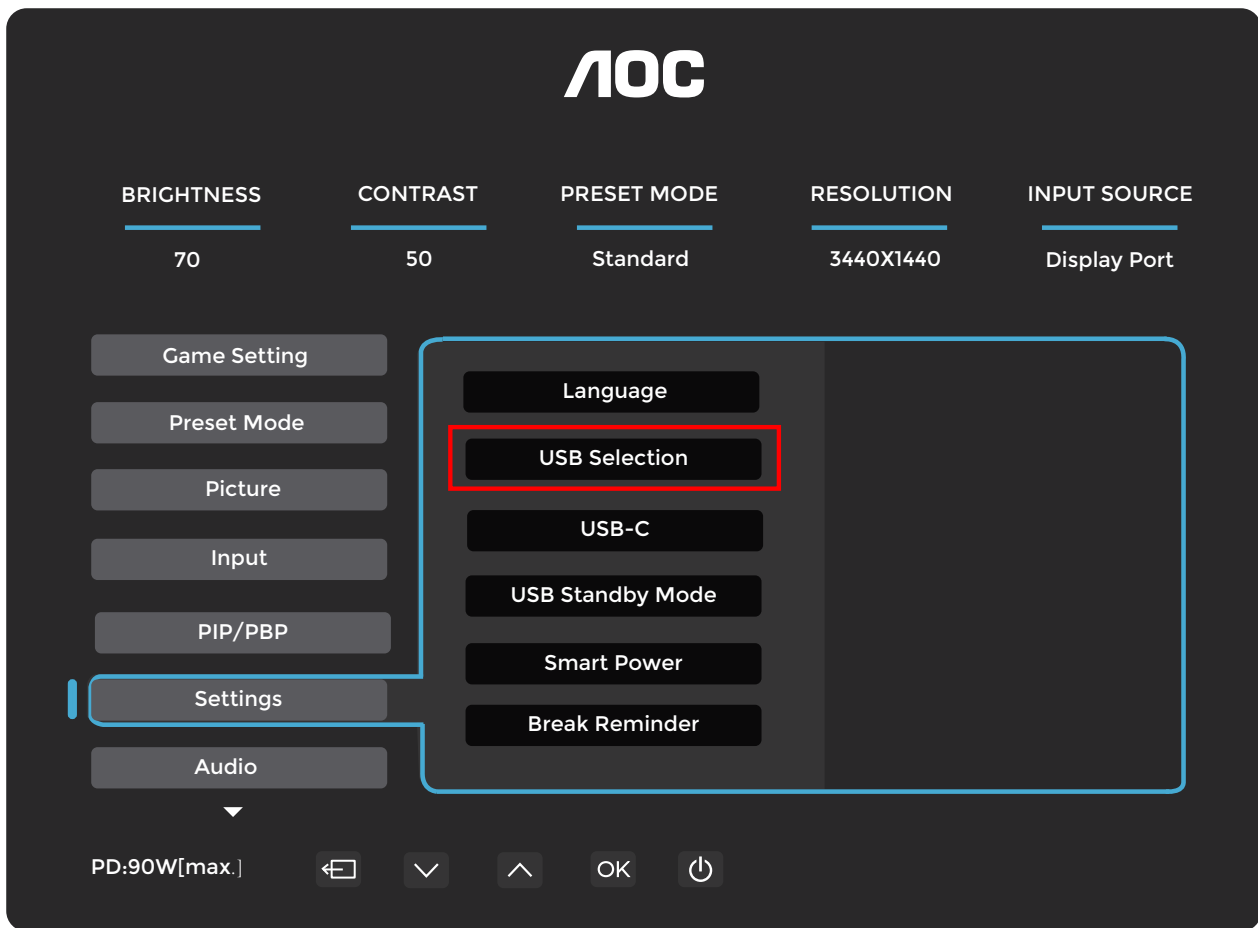 AOC
BRIGHTNESS CONTRAST PRESET MODE RESOLUTION INPUT SOURCE
70 50 Standard 3440X1440 Display Port
Game Setting
Preset Mode
Picture
Input
PIP/PBP
Settings
Audio
Language
USB Selection
USB-C
USB Standby Mode
Smart Power
Break Reminder
PD:90W[max.] OK